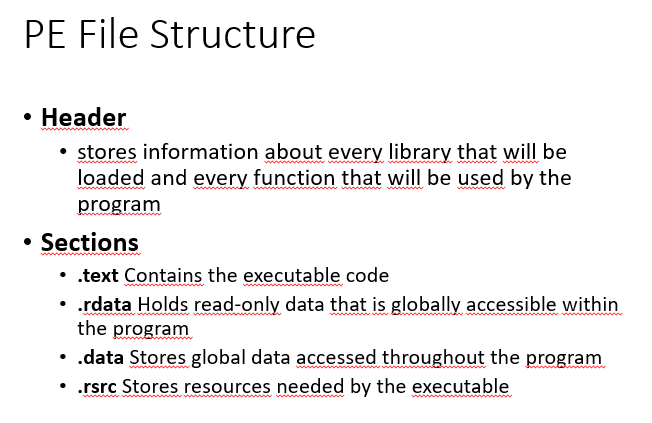 PE File Structure
• Header
• stores information about every library that will be
loaded and every function that will be used by the
program
• Sections
• .text Contains the executable code
• .rdata Holds read-only data that is globally accessible within
the program
• .data Stores global data accessed throughout the program
• .rsrc Stores resources needed by the executable